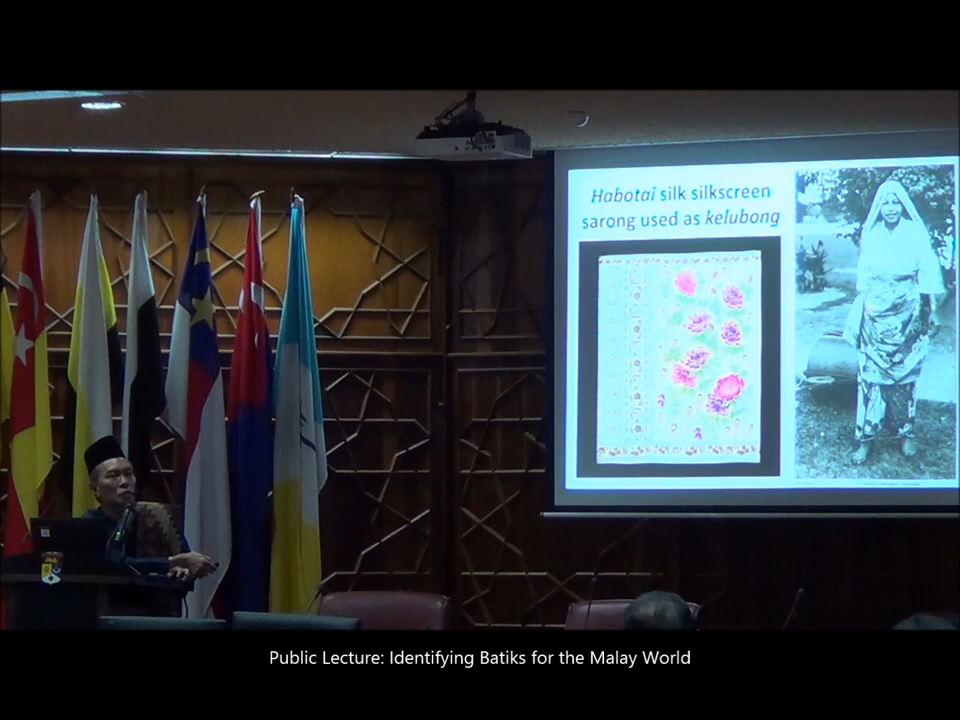 Habotai silk silkscreen
sarong used as kelubong
Public Lecture: Identifying Batiks for the Malay World